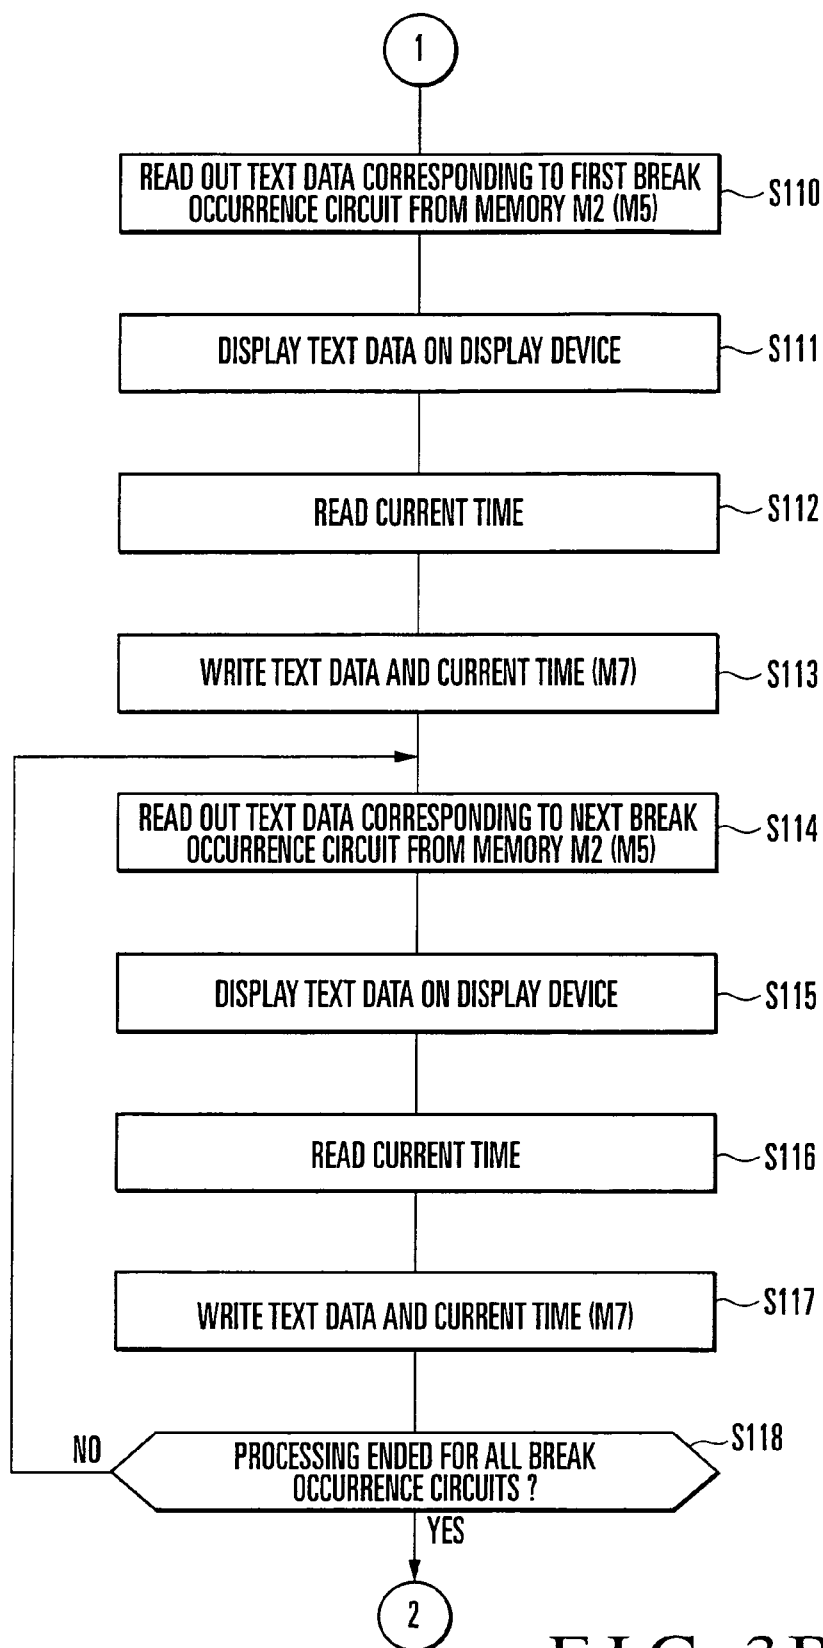 1
READ OUT TEXT DATA CORRESPONDING TO FIRST BREAK
OCCURRENCE CIRCUIT FROM MEMORY M2 (M5)
S110
DISPLAY TEXT DATA ON DISPLAY DEVICE
S111
READ CURRENT TIME
S112
WRITE TEXT DATA AND CURRENT TIME (M7)
S113
READ OUT TEXT DATA CORRESPONDING TO NEXT BREAK
OCCURRENCE CIRCUIT FROM MEMORY M2 (M5)
S114
DISPLAY TEXT DATA ON DISPLAY DEVICE
S115
READ CURRENT TIME
S116
WRITE TEXT DATA AND CURRENT TIME (M7)
S117
NO
PROCESSING ENDED FOR ALL BREAK
OCCURRENCE CIRCUITS ?
S118
YES
2